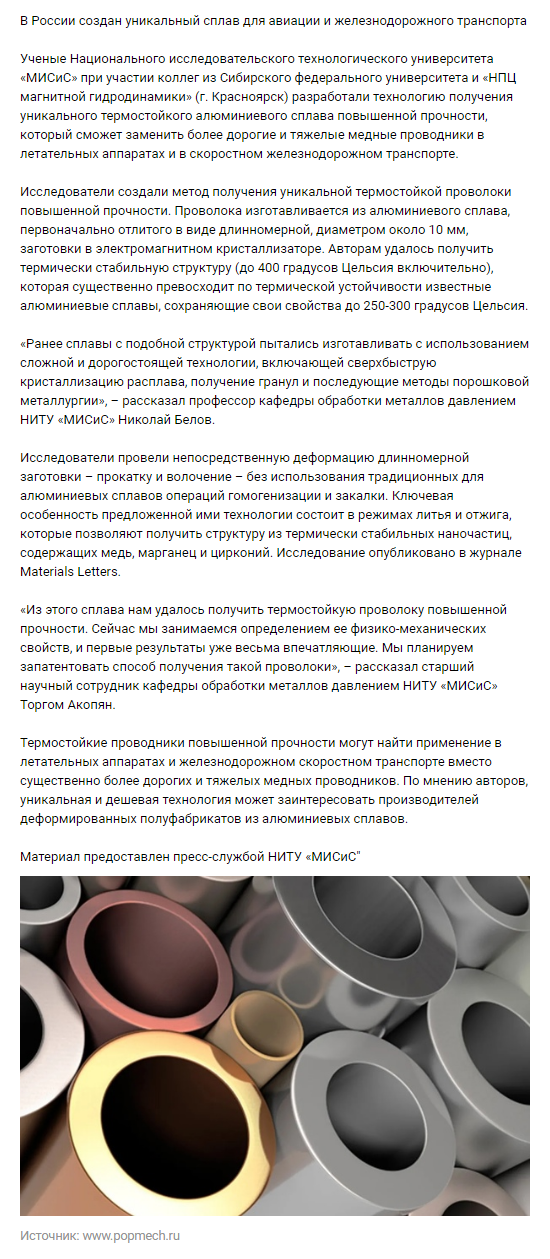 В России создан уникальный сплав для авиации и железнодорожного транспорта
Ученые Национального исследовательского технологического университета
«МИСиС» при участии коллег из Сибирского федерального университета и «НПЦ
магнитной гидродинамики» (г. Красноярск) разработали технологию получения
уникального термостойкого алюминиевого сплава повышенной прочности,
который сможет заменить более дорогие и тяжелые медные проводники в
летательных аппаратах и в скоростном железнодорожном транспорте.
Исследователи создали метод получения уникальной термостойкой проволоки
повышенной прочности. Проволока изготавливается из алюминиевого сплава,
первоначально отлитого в виде длинномерной, диаметром около 10 мм,
заготовки в электромагнитном кристаллизаторе. Авторам удалось получить
термически стабильную структуру (до 400 градусов Цельсия включительно),
которая существенно превосходит по термической устойчивости известные
алюминиевые сплавы, сохраняющие свои свойства до 250-300 градусов Цельсия.
«Ранее сплавы с подобной структурой пытались изготавливать с использованием
сложной и дорогостоящей технологии, включающей сверхбыструю
кристаллизацию расплава, получение гранул и последующие методы порошковой
металлургии», – рассказал профессор кафедры обработки металлов давлением
НИТУ «МИСиС» Николай Белов.
Исследователи провели непосредственную деформацию длинномерной
заготовки – прокатку и волочение – без использования традиционных для
алюминиевых сплавов операций гомогенизации и закалки. Ключевая
особенность предложенной ими технологии состоит в режимах литья и отжига,
которые позволяют получить структуру из термически стабильных наночастиц,
содержащих медь, марганец и цирконий. Исследование опубликовано в журнале
Materials Letters.
«Из этого сплава нам удалось получить термостойкую проволоку повышенной
прочности. Сейчас мы занимаемся определением ее физико-механических
свойств, и первые результаты уже весьма впечатляющие. Мы планируем
запатентовать способ получения такой проволоки», – рассказал старший
научный сотрудник кафедры обработки металлов давлением НИТУ «МИСиС»
Торгом Акопян.
Термостойкие проводники повышенной прочности могут найти применение в
летательных аппаратах и железнодорожном скоростном транспорте вместо
существенно более дорогих и тяжелых медных проводников. По мнению авторов,
уникальная и дешевая технология может заинтересовать производителей
деформированных полуфабрикатов из алюминиевых сплавов.
Материал предоставлен пресс-службой НИТУ «МИСиС"
Источник: www.popmech.ru